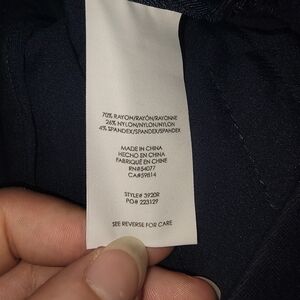 70% RAYON/RAYÓN/RAYONNE
26% NYLON/NYLON/NYLON
4% SPANDEX/SPANDEX/SPANDEX
MADE IN CHINA
HECHO EN CHINA
FABRIQUÉ EN CHINE
RN#54077
CA#59814
STYLE# 3920R
PO# 223129
SEE REVERSE FOR CARE